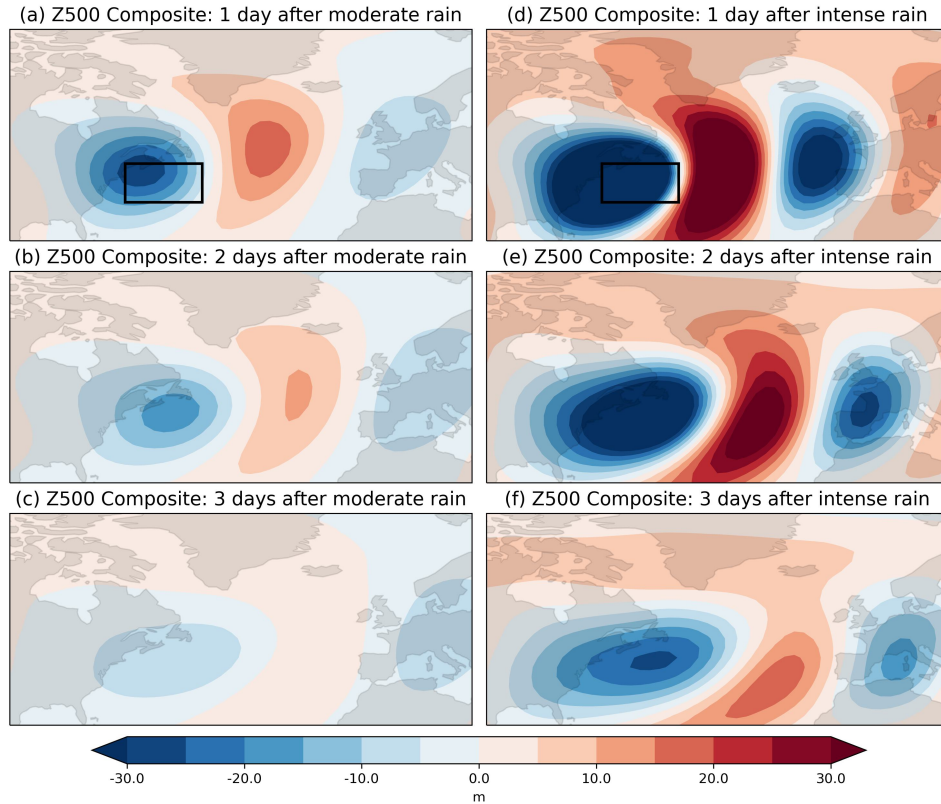 (a) Z500 Composite: 1 day after moderate rain
(d) Z500 Composite: 1 day after intense rain
(b) Z500 Composite: 2 days after moderate rain
(e) Z500 Composite: 2 days after intense rain
(c) Z500 Composite: 3 days after moderate rain
(f) Z500 Composite: 3 days after intense rain
-30.0 -20.0 -10.0 0.0 10.0 20.0 30.0
m